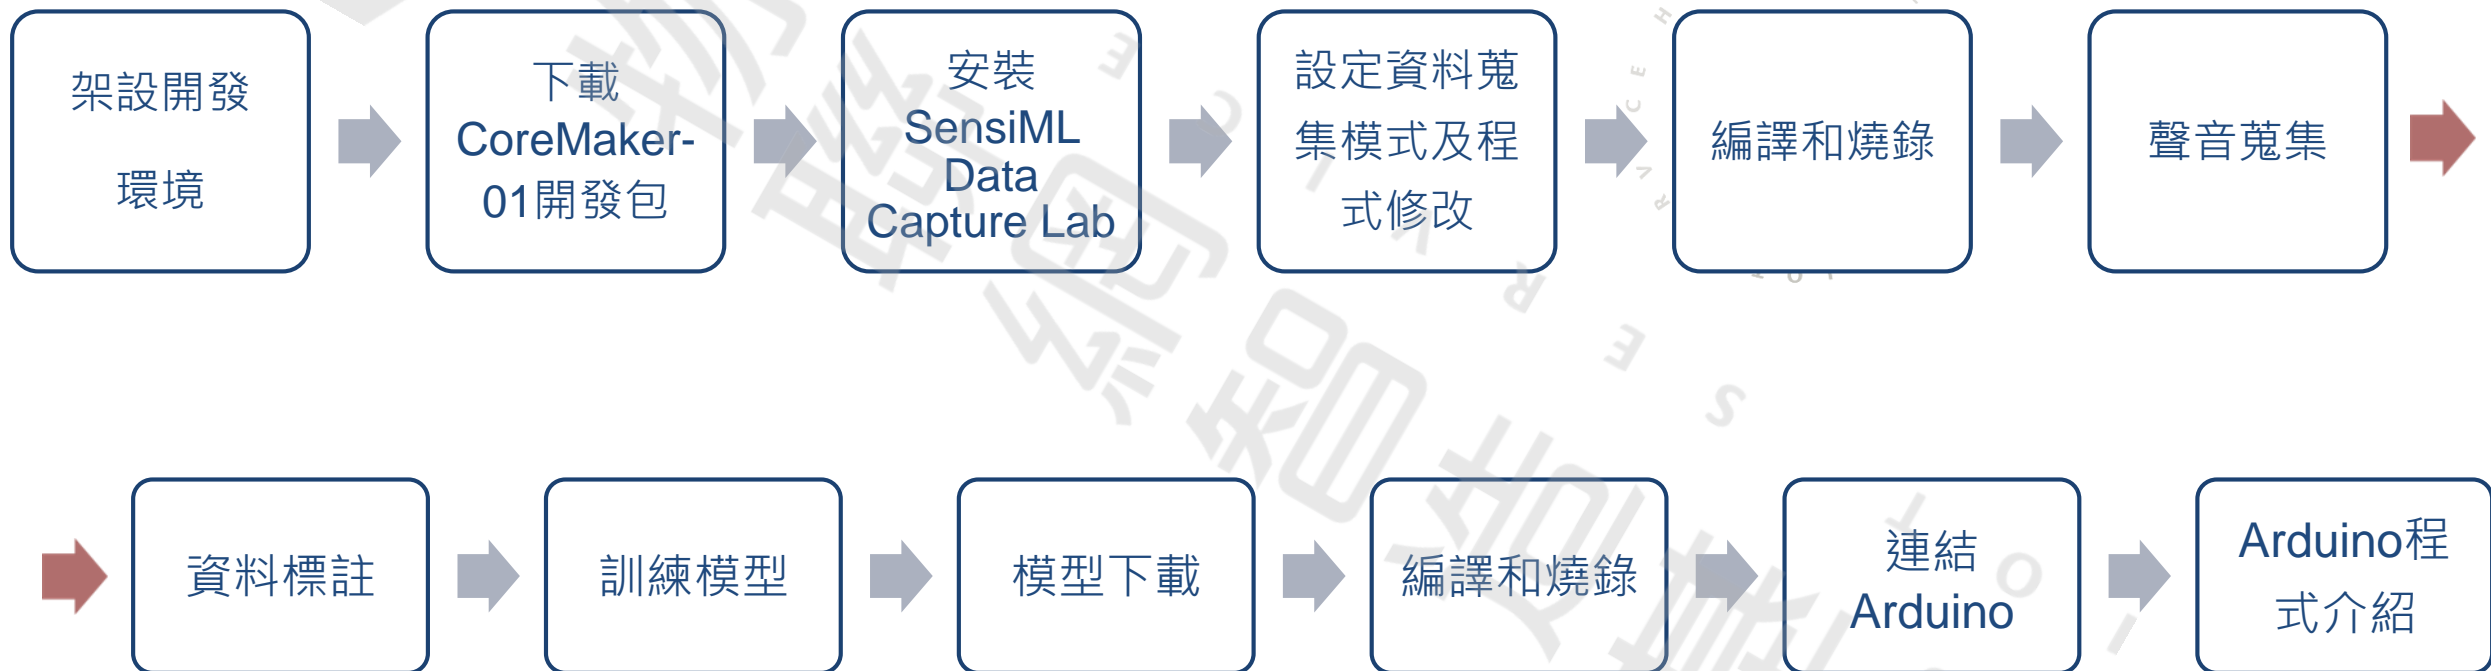 架設開發
環境
下載
CoreMaker-
01開發包
安裝
SensiML
Data
Capture Lab
設定資料蒐
集模式及程
式修改
編譯和燒錄
聲音蒐集
資料標註
訓練模型
模型下載
編譯和燒錄
連結
Arduino
Arduino程
式介紹